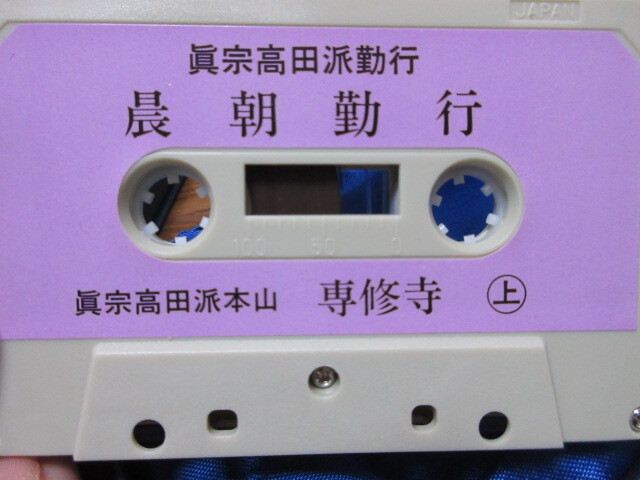 JAPAN
眞宗高田派勤行
晨朝勤行
100 50 0
眞宗高田派本山 専修寺 上